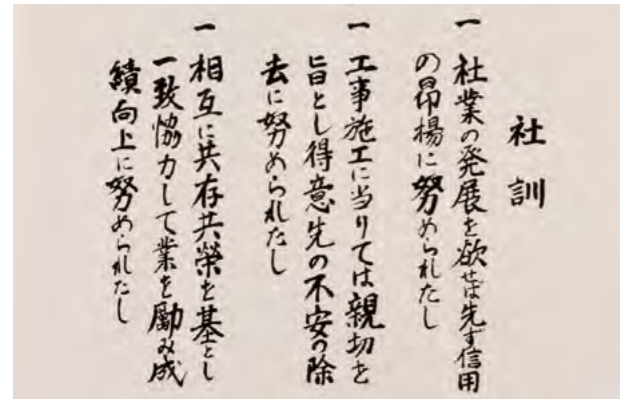 社訓
一 社業の発展を欲せば先ず信用
の昂揚に努められたし
一 工事施工に当りては親切を
旨とし得意先の不安の除
去に努められたし
一 相互に共存共榮を基とし
一致協力して業を励み成
績向上に努められたし